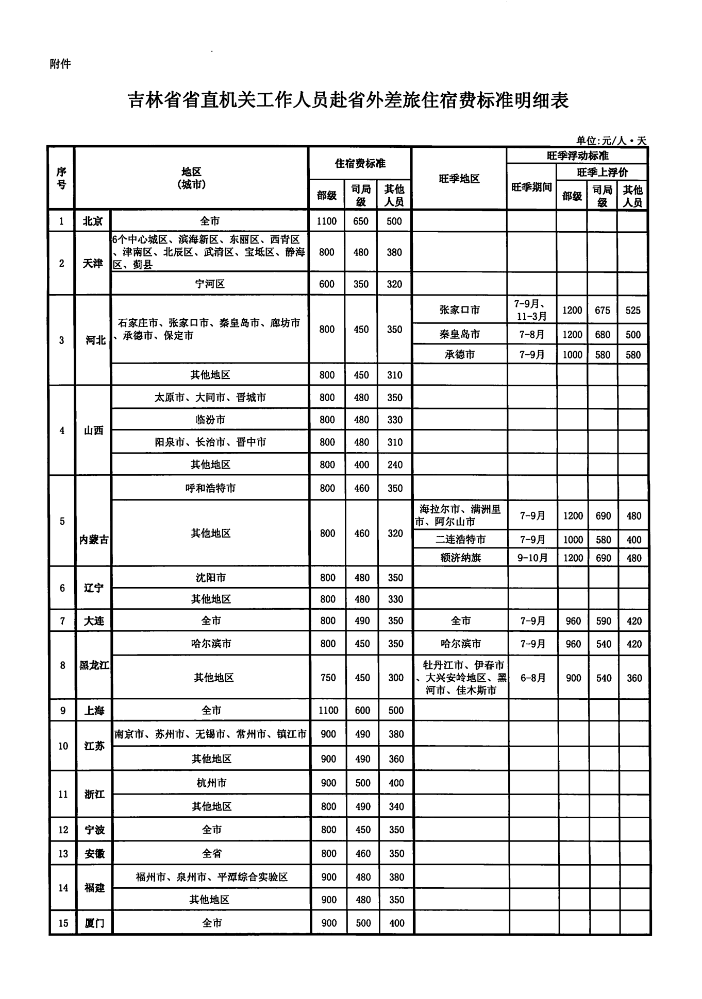 附件
吉林省省直机关工作人员赴省外差旅住宿费标准明细表
单位:元/人·天
序号 地区(城市) 住宿费标准 旺季地区 旺季浮动标准
旺季期间 旺季上浮价
部级 司局级 其他人员 部级 司局级 其他人员
1 北京 全市 1100 650 500
2 天津 6个中心城区、滨海新区、东丽区、西青区
、津南区、北辰区、武清区、宝坻区、静海
区、蓟县 800 480 380
宁河区 600 350 320
3 河北 石家庄市、张家口市、秦皇岛市、廊坊市
、承德市、保定市 800 450 350 张家口市 7-9月、
11-3月 1200 675 525
秦皇岛市 7-8月 1200 680 500
承德市 7-9月 1000 580 580
其他地区 800 450 310
4 山西 太原市、大同市、晋城市 800 480 350
临汾市 800 480 330
阳泉市、长治市、晋中市 800 480 310
其他地区 800 400 240
5 内蒙古 呼和浩特市 800 460 350
其他地区 800 460 320 海拉尔市、满洲里
市、阿尔山市 7-9月 1200 690 480
二连浩特市 7-9月 1000 580 400
额济纳旗 9-10月 1200 690 480
6 辽宁 沈阳市 800 480 350
其他地区 800 480 330
7 大连 全市 800 490 350 全市 7-9月 960 590 420
8 黑龙江 哈尔滨市 800 450 350 哈尔滨市 7-9月 960 540 420
其他地区 750 450 300 牡丹江市、伊春市
、大兴安岭地区、黑
河市、佳木斯市 6-8月 900 540 360
9 上海 全市 1100 600 500
10 江苏 南京市、苏州市、无锡市、常州市、镇江市 900 490 380
其他地区 900 490 360
11 浙江 杭州市 900 500 400
其他地区 800 490 340
12 宁波 全市 800 450 350
13 安徽 全省 800 460 350
14 福建 福州市、泉州市、平潭综合实验区 900 480 380
其他地区 900 480 350
15 厦门 全市 900 500 400